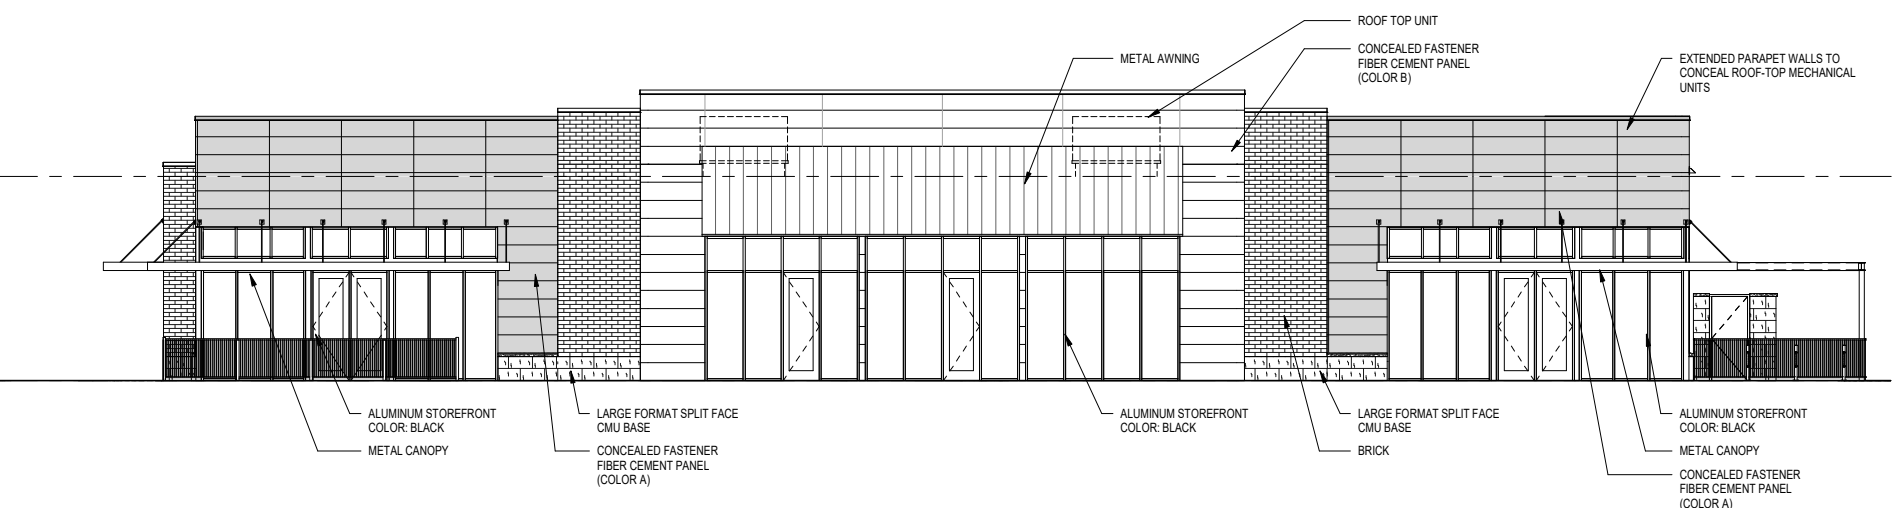 ROOF TOP UNIT
METAL AWNING
CONCEALED FASTENER
FIBER CEMENT PANEL
(COLOR B)
EXTENDED PARAPET WALLS TO
CONCEAL ROOF-TOP MECHANICAL
UNITS
ALUMINUM STOREFRONT
COLOR: BLACK
METAL CANOPY
LARGE FORMAT SPLIT FACE
CMU BASE
CONCEALED FASTENER
FIBER CEMENT PANEL
(COLOR A)
ALUMINUM STOREFRONT
COLOR: BLACK
LARGE FORMAT SPLIT FACE
CMU BASE
BRICK
ALUMINUM STOREFRONT
COLOR: BLACK
METAL CANOPY
CONCEALED FASTENER
FIBER CEMENT PANEL
(COLOR A)